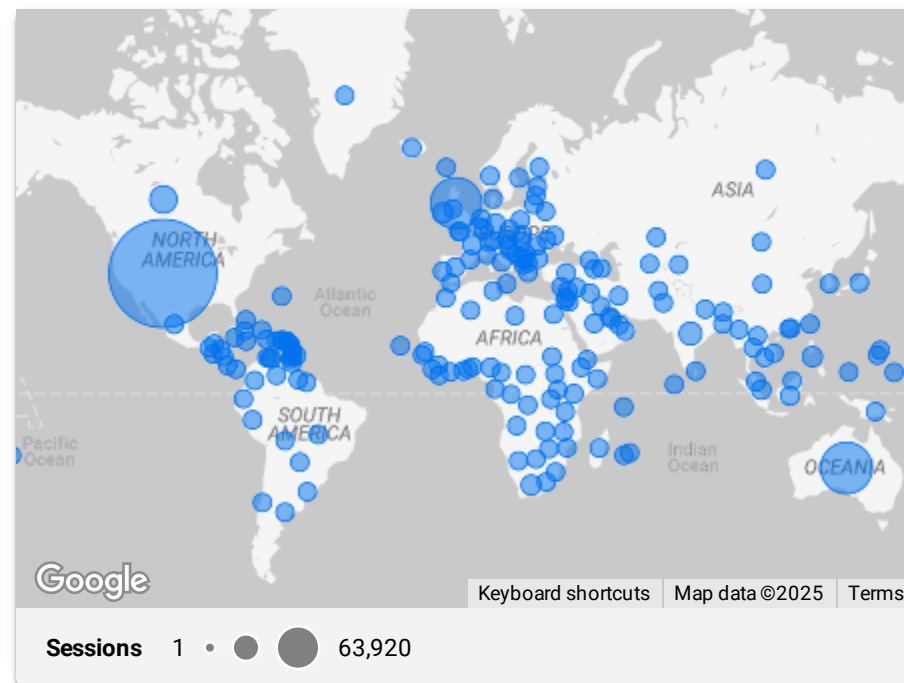 ASIA
NORTH
AMERICA
EUROPE
Atlantic
Ocean
AFRICA
SOUTH
AMERICA
Pacific
Ocean
Indian
Ocean
OCEANIA
Google
Keyboard shortcuts
Map data ©2025
Terms
Sessions 1 63,920